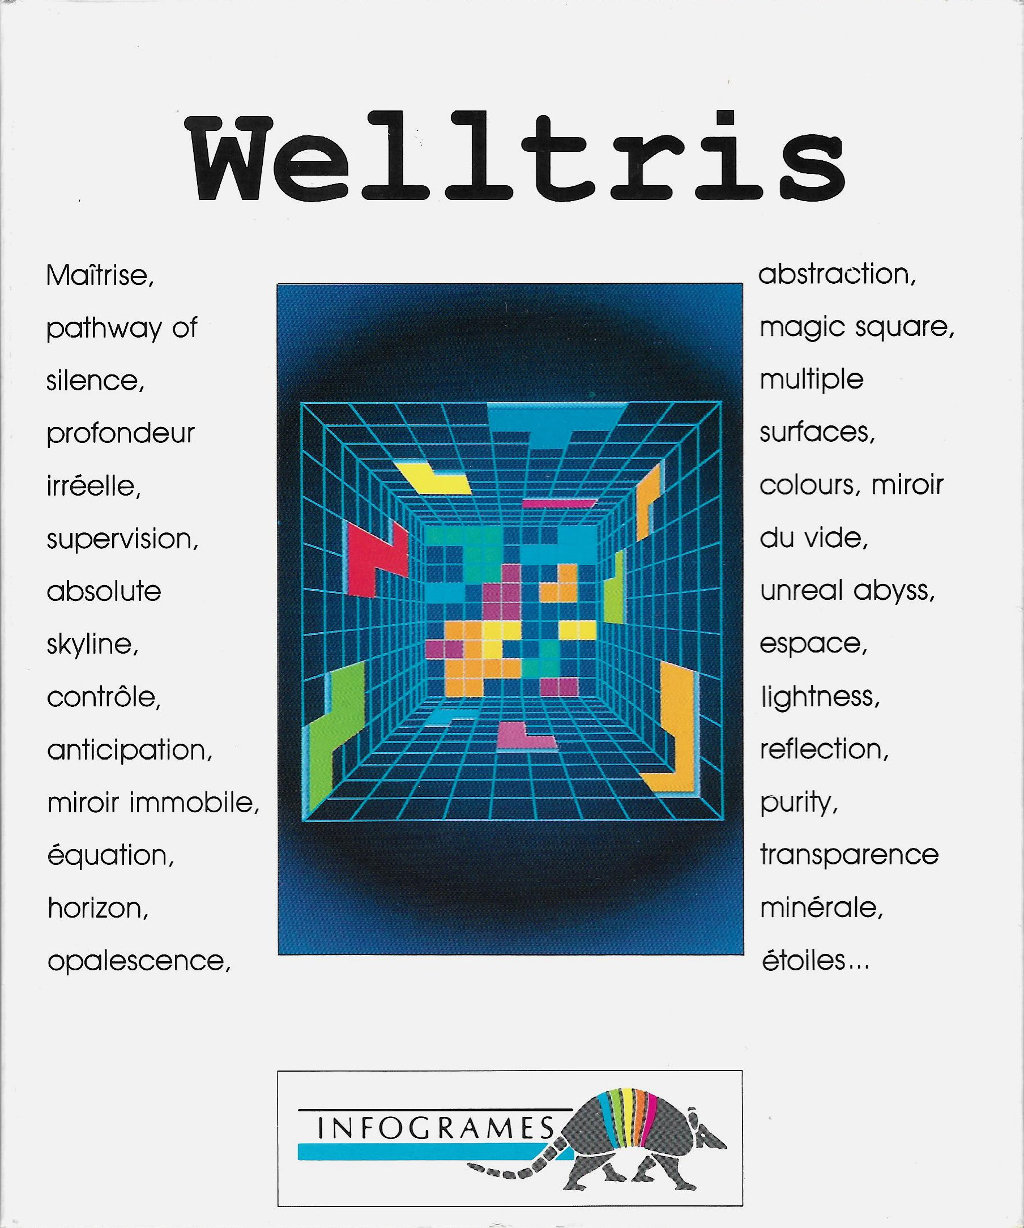 Welltris
Maîtrise,
pathway of
silence,
profondeur
irréelle,
supervision,
absolute
skyline,
contrôle,
anticipation,
miroir immobile,
équation,
horizon,
opalescence,
abstraction,
magic square,
multiple
surfaces,
colours, miroir
du vide,
unreal abyss,
espace,
lightness,
reflection,
purity,
transparence
minérale,
étoiles...
INFOGRAMES